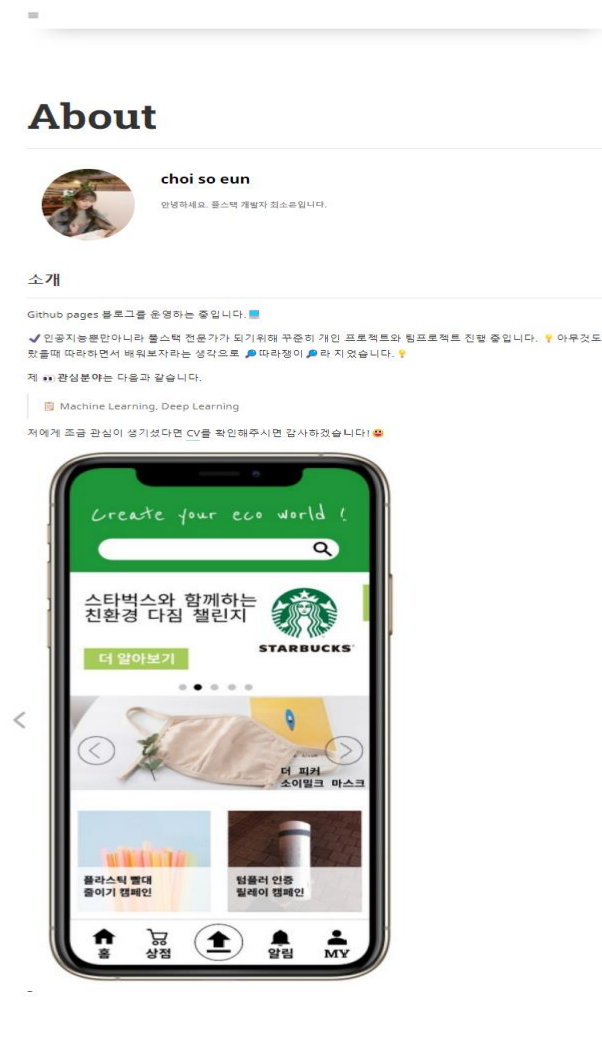 About
choi so eun
안녕하세요. 풀스택 개발자 최소은입니다.
소개
Github pages 블로그를 운영하는 중입니다.
인공지능뿐만아니라 풀스택 전문가가 되기위해 꾸준히 개인 프로젝트와 팀프로젝트 진행 중입니다. 아무것도
랐을때 따라하면서 배워보자라는 생각으로 따라쟁이 라 지었습니다.
제 관심분야는 다음과 같습니다.
Machine Learning, Deep Learning
저에게 조금 관심이 생기셨다면 CV를 확인해주시면 감사하겠습니다!
Create your eco world !
스타벅스와 함께하는
친환경 다짐 챌린지
STARBUCKS
더 알아보기
더 피커
소이밀크 마스크
플라스틱 빨대
줄이기 캠페인
텀플러 인증
릴레이 캠페인
홈
상점
알림
MY